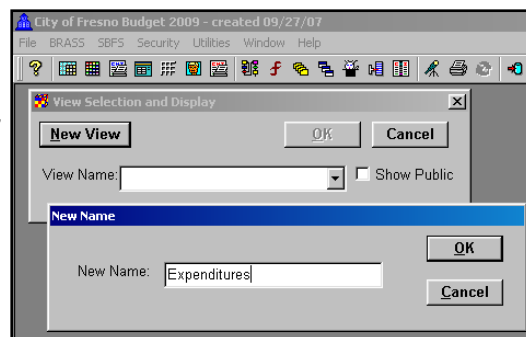 City of Fresno Budget 2009 - created 09/27/07
File BRASS SBFS Security Utilities Window Help
View Selection and Display
New View OK Cancel
View Name: Show Public
New Name
OK
New Name: Expenditures
Cancel